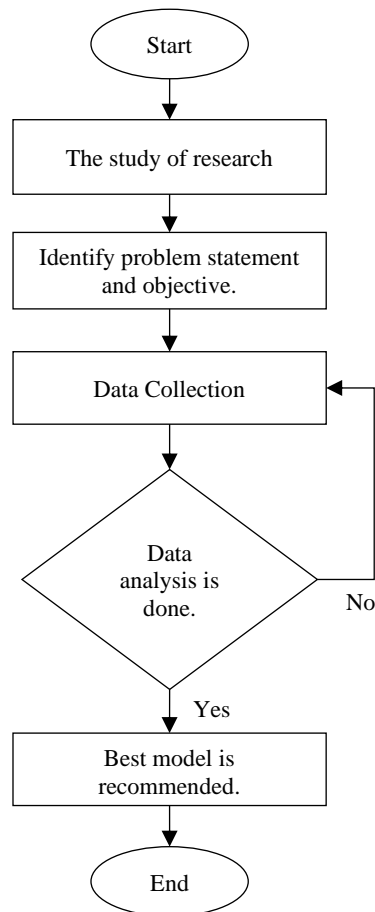 Start
The study of research
Identify problem statement
and objective.
Data Collection
Data
analysis is
done.
No
Yes
Best model is
recommended.
End